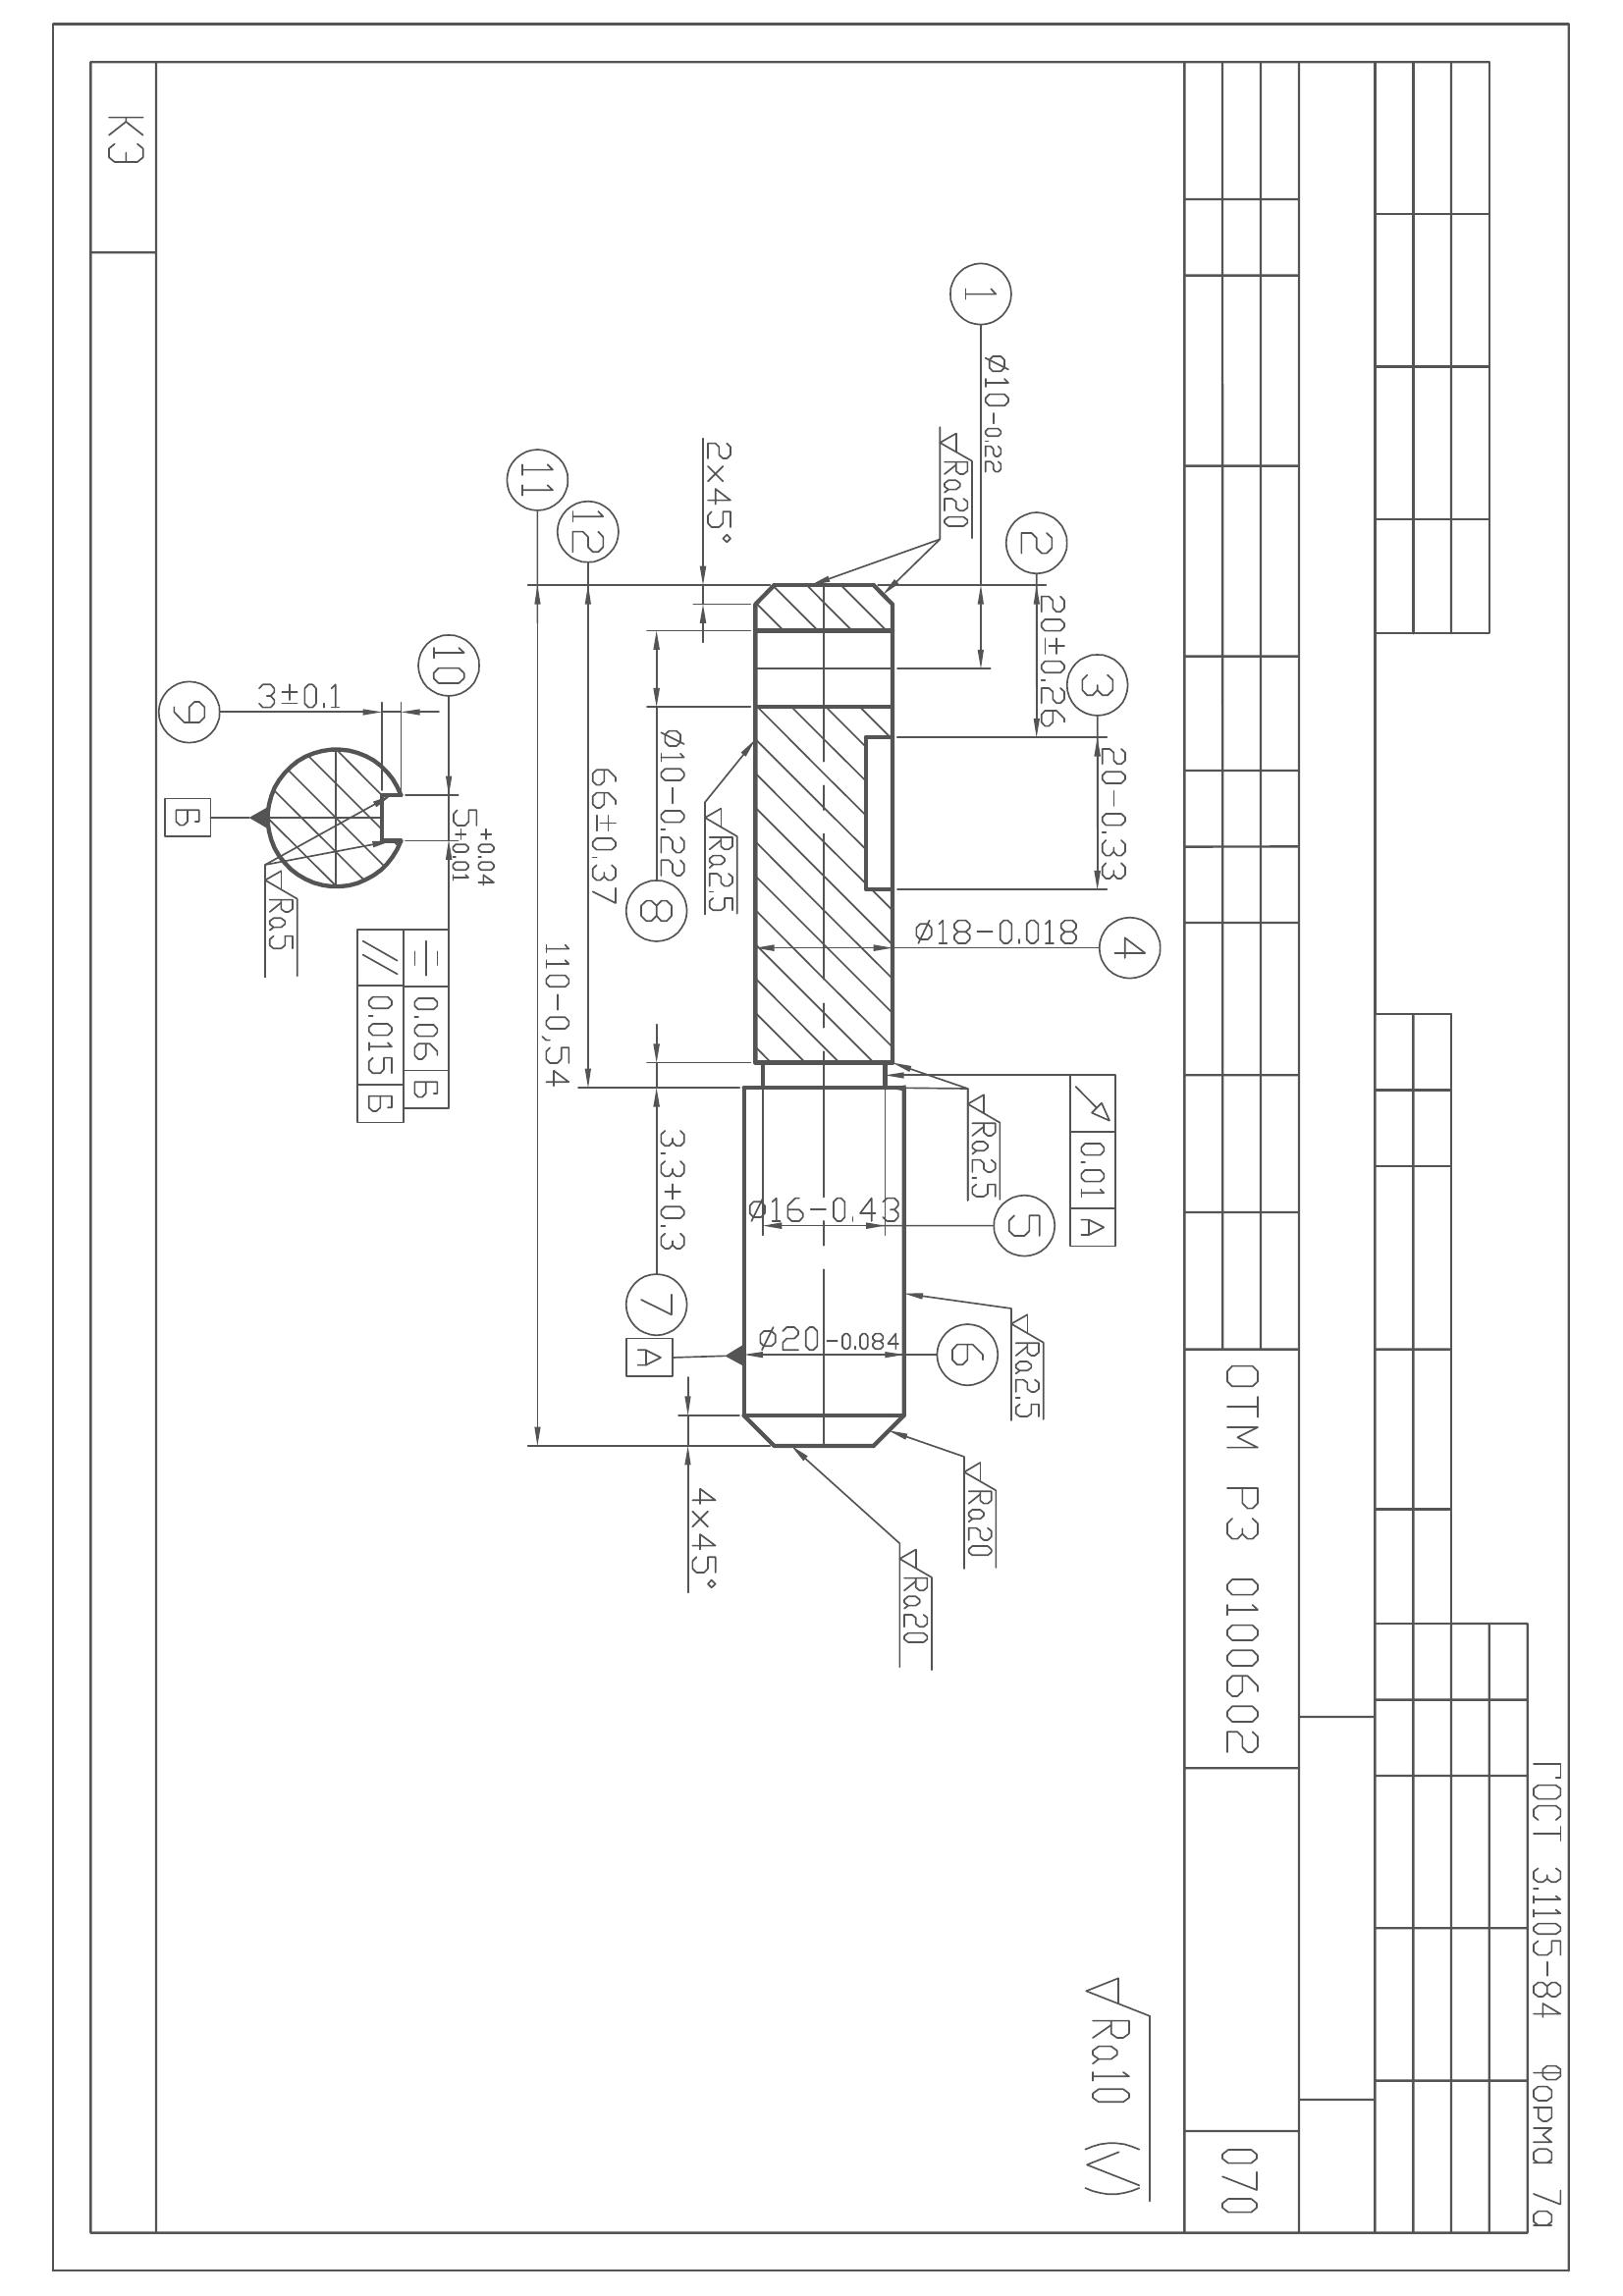 ГОСТ 3.1105-84 Форма 7а
ОТМ РЗ 0100602
070
Ra10 (√)
1
Ø10-0.22
2
20±0.26
3
20-0.33
Ra20
4
Ø18-0.018
0.01 А
5
Ø16-0.43
Ra2.5
6
Ø20-0.084
Ra2.5
Ra20
Ra20
2×45°
Ra2.5
8
Ø10-0.22
7
3.3+0.3
А
4×45°
12
66±0.37
11
110-0,54
10
5 +0.04 +0.01
9
3±0.1
Б
Ra5
= 0.06 Б
// 0.015 Б
КЭ